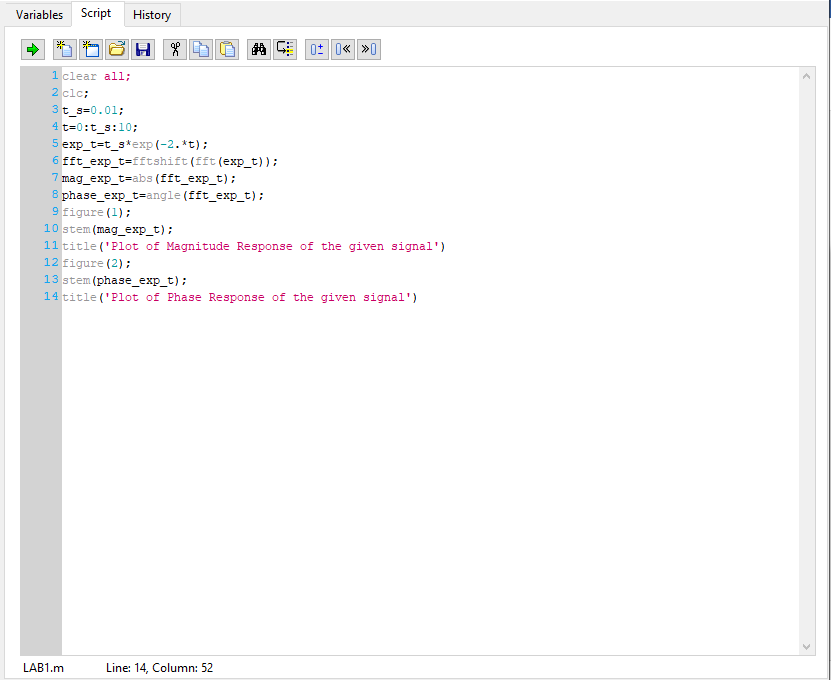 Variables Script History
1 clear all;
2 clc;
3 t_s=0.01;
4 t=0:t_s:10;
5 exp_t=t_s*exp(-2.*t);
6 fft_exp_t=fftshift(fft(exp_t));
7 mag_exp_t=abs(fft_exp_t);
8 phase_exp_t=angle(fft_exp_t);
9 figure(1);
10 stem(mag_exp_t);
11 title('Plot of Magnitude Response of the given signal')
12 figure(2);
13 stem(phase_exp_t);
14 title('Plot of Phase Response of the given signal')
LAB1.m Line: 14, Column: 52